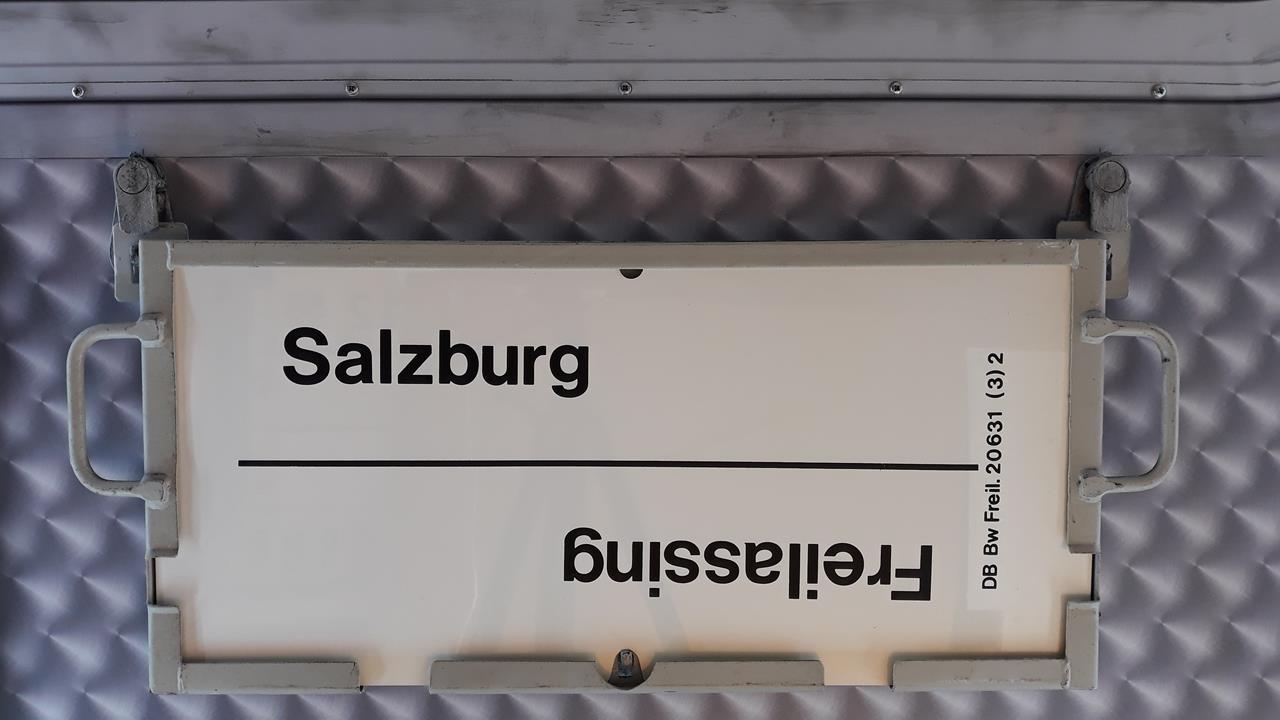 Salzburg
Freilassing
DB Bw Freil. 20631 (3) 2